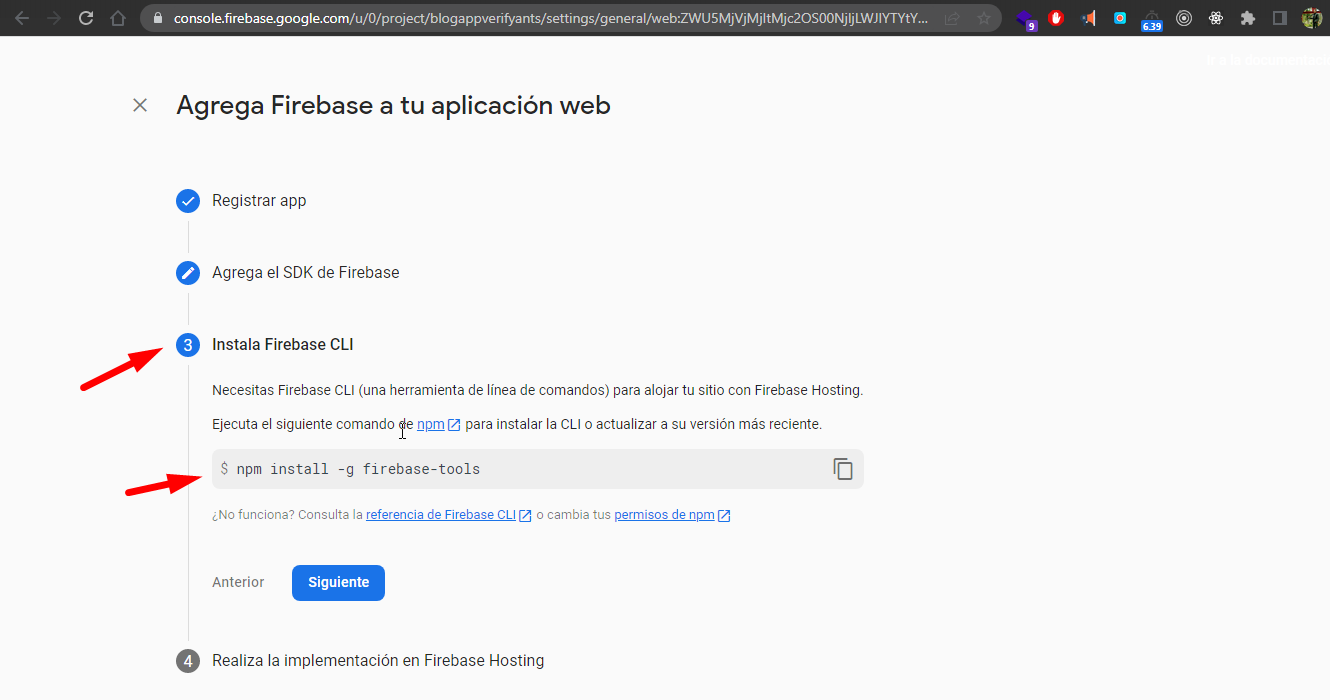 console.firebase.google.com/u/0/project/blogappverifyants/settings/general/web:ZWU5MjVjMjItMjc2OS00NjljLWJlYTYtY...
9
6.39
Agrega Firebase a tu aplicación web
Registrar app
Agrega el SDK de Firebase
3 Instala Firebase CLI
Necesitas Firebase CLI (una herramienta de línea de comandos) para alojar tu sitio con Firebase Hosting.
Ejecuta el siguiente comando de npm para instalar la CLI o actualizar a su versión más reciente.
$ npm install -g firebase-tools
¿No funciona? Consulta la referencia de Firebase CLI o cambia tus permisos de npm
Anterior Siguiente
4 Realiza la implementación en Firebase Hosting